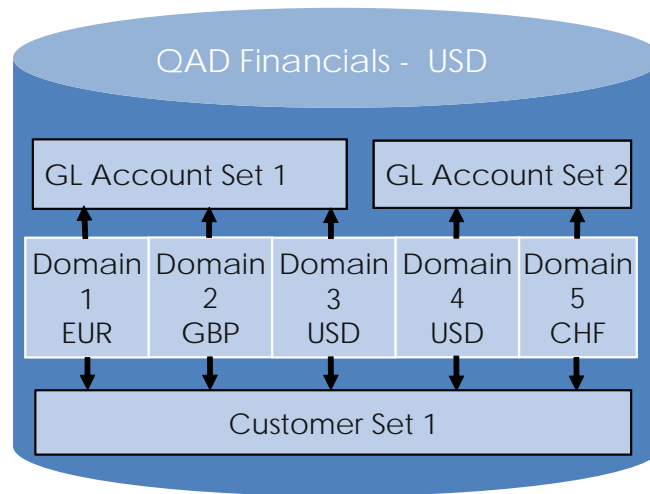 QAD Financials - USD
GL Account Set 1
GL Account Set 2
Domain 1 EUR
Domain 2 GBP
Domain 3 USD
Domain 4 USD
Domain 5 CHF
Customer Set 1